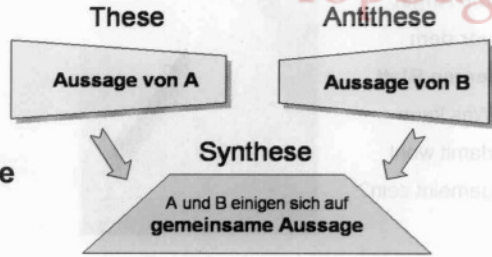 These
Antithese
Aussage von A
Aussage von B
Synthese
A und B einigen sich auf
gemeinsame Aussage